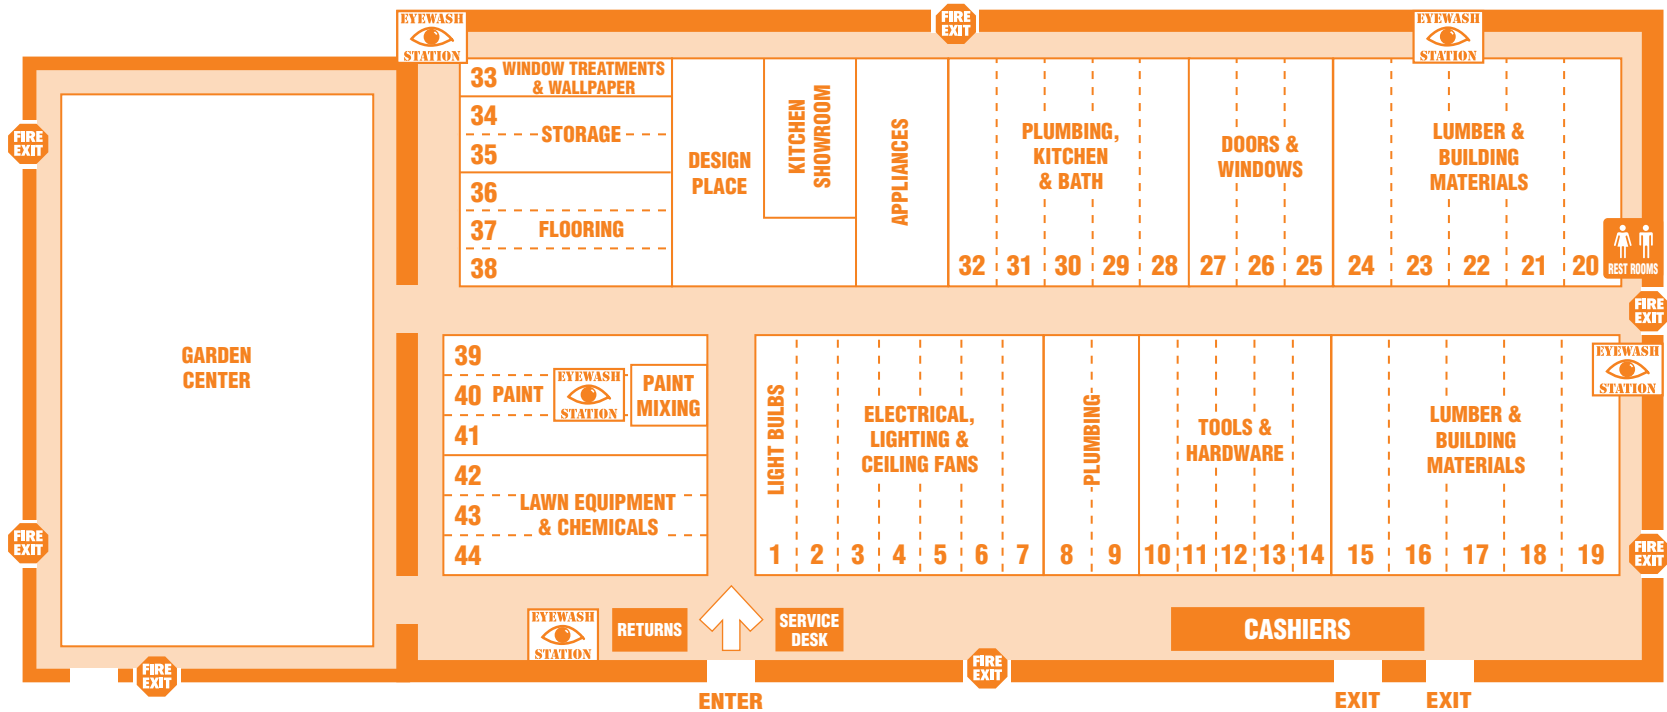 EYEWASH
STATION
FIRE
EXIT
EYEWASH
STATION
FIRE
EXIT
33 WINDOW TREATMENTS
& WALLPAPER
34
STORAGE
35
36
37 FLOORING
38
DESIGN
PLACE
KITCHEN
SHOWROOM
APPLIANCES
PLUMBING,
KITCHEN
& BATH
32 31 30 29 28
DOORS &
WINDOWS
27 26 25
LUMBER &
BUILDING
MATERIALS
24 23 22 21 20
REST ROOMS
FIRE
EXIT
GARDEN
CENTER
39
40 PAINT
41
EYEWASH
STATION
PAINT
MIXING
42
43
44
LAWN EQUIPMENT
& CHEMICALS
LIGHT BULBS
ELECTRICAL,
LIGHTING &
CEILING FANS
1 2 3 4 5 6 7
PLUMBING
8 9
TOOLS &
HARDWARE
10 11 12 13 14
LUMBER &
BUILDING
MATERIALS
15 16 17 18 19
EYEWASH
STATION
FIRE
EXIT
FIRE
EXIT
EYEWASH
STATION
RETURNS
SERVICE
DESK
CASHIERS
FIRE
EXIT
FIRE
EXIT
ENTER
EXIT
EXIT